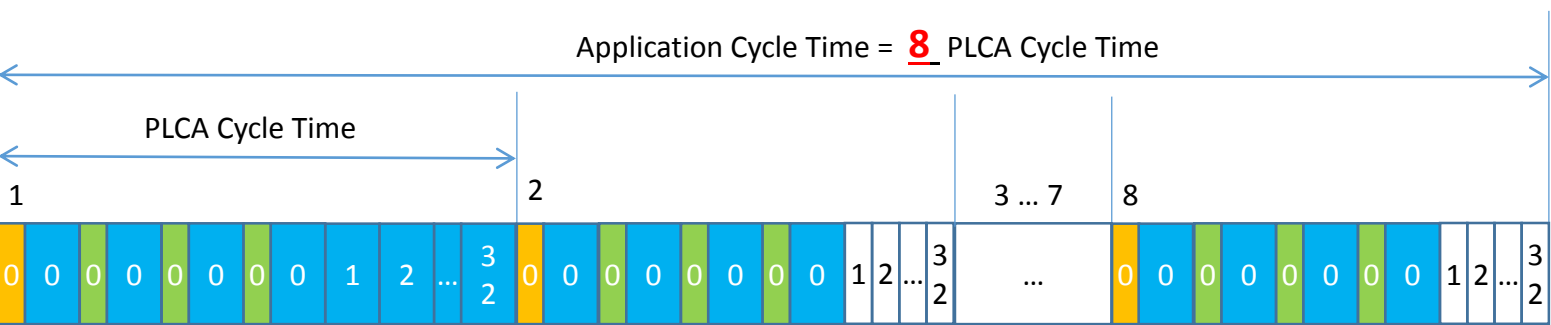 Application Cycle Time = 8 PLCA Cycle Time
PLCA Cycle Time
1 2 3 ... 7 8
0 0 0 0 0 0 0 0 1 2 ... 32 0 0 0 0 0 0 0 0 1 2 ... 32 ... 0 0 0 0 0 0 0 0 1 2 ... 32